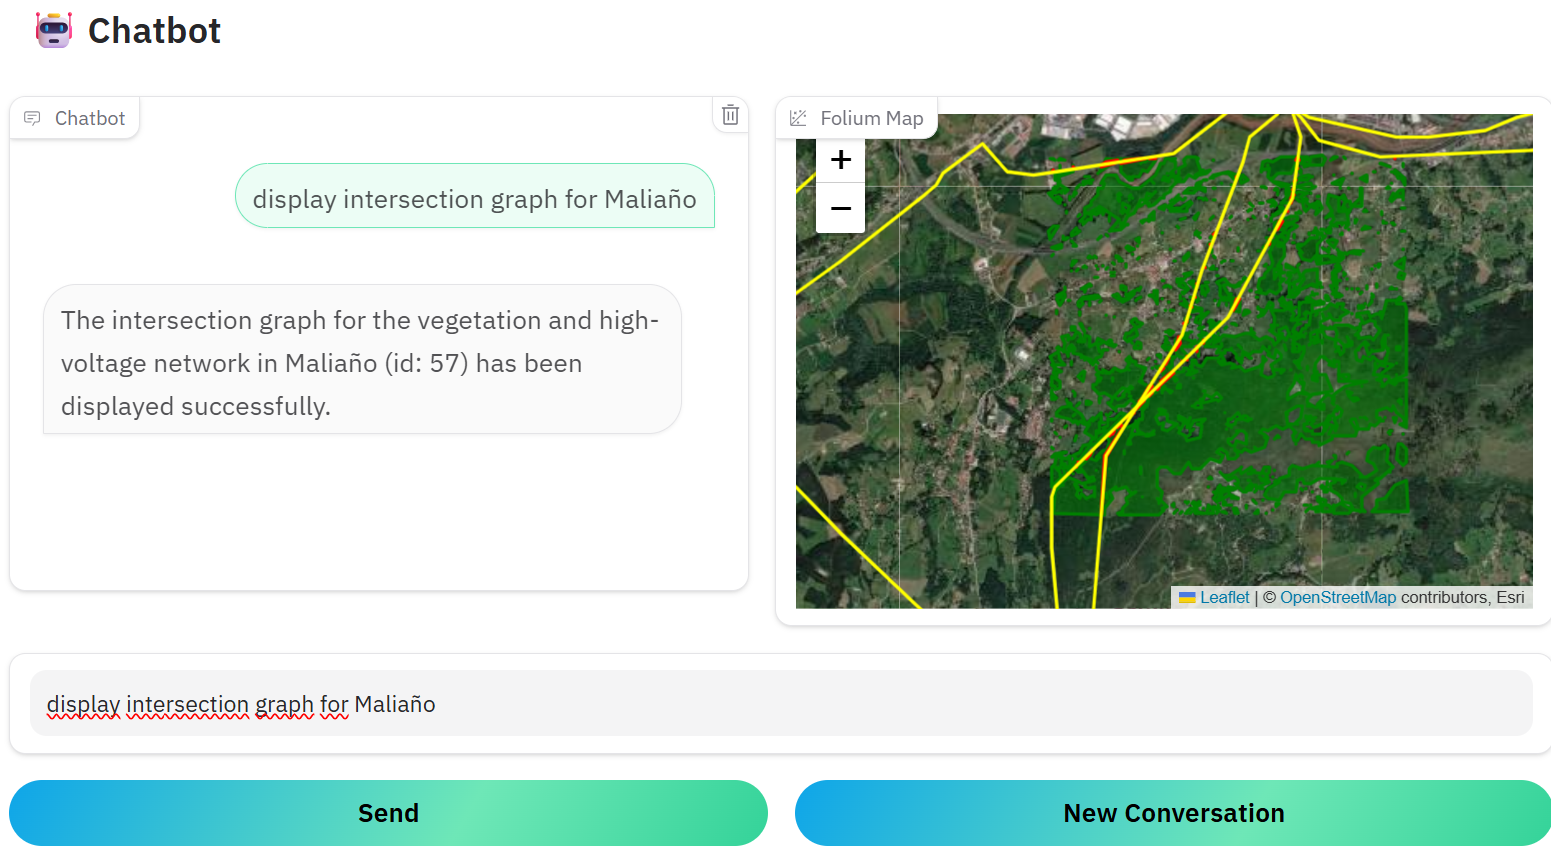 Chatbot
Chatbot
display intersection graph for Maliaño
The intersection graph for the vegetation and high-
voltage network in Maliaño (id: 57) has been
displayed successfully.
Folium Map
+
−
Leaflet | © OpenStreetMap contributors, Esri
display intersection graph for Maliaño
Send
New Conversation